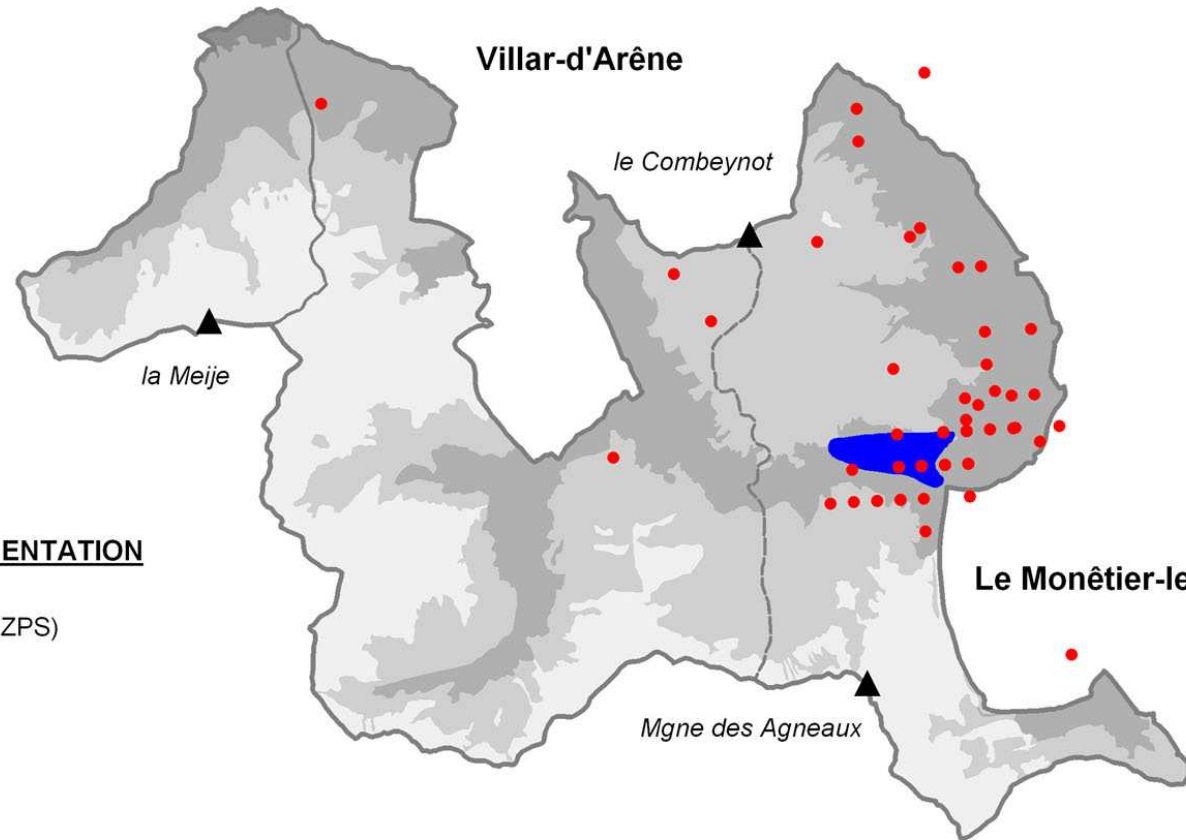 Villar-d'Arêne
le Combeynot
la Meije
ENTATION
Le Monêtier-le
ZPS)
Mgne des Agneaux